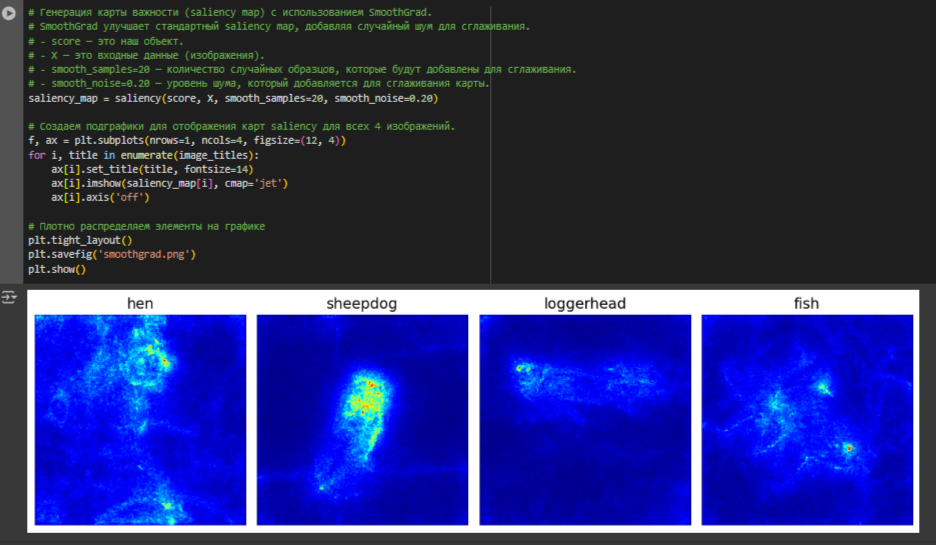 # Генерация карты важности (saliency map) с использованием SmoothGrad.
# SmoothGrad улучшает стандартный saliency map, добавляя случайный шум для сглаживания.
# - score — это наш объект.
# - X — это входные данные (изображения).
# - smooth_samples=20 — количество случайных образцов, которые будут добавлены для сглаживания.
# - smooth_noise=0.20 — уровень шума, который добавляется для сглаживания карты.
saliency_map = saliency(score, X, smooth_samples=20, smooth_noise=0.20)
# Создаем подграфики для отображения карт saliency для всех 4 изображений.
f, ax = plt.subplots(nrows=1, ncols=4, figsize=(12, 4))
for i, title in enumerate(image_titles):
    ax[i].set_title(title, fontsize=14)
    ax[i].imshow(saliency_map[i], cmap='jet')
    ax[i].axis('off')
# Плотно распределяем элементы на графике
plt.tight_layout()
plt.savefig('smoothgrad.png')
plt.show()
hen sheepdog loggerhead fish